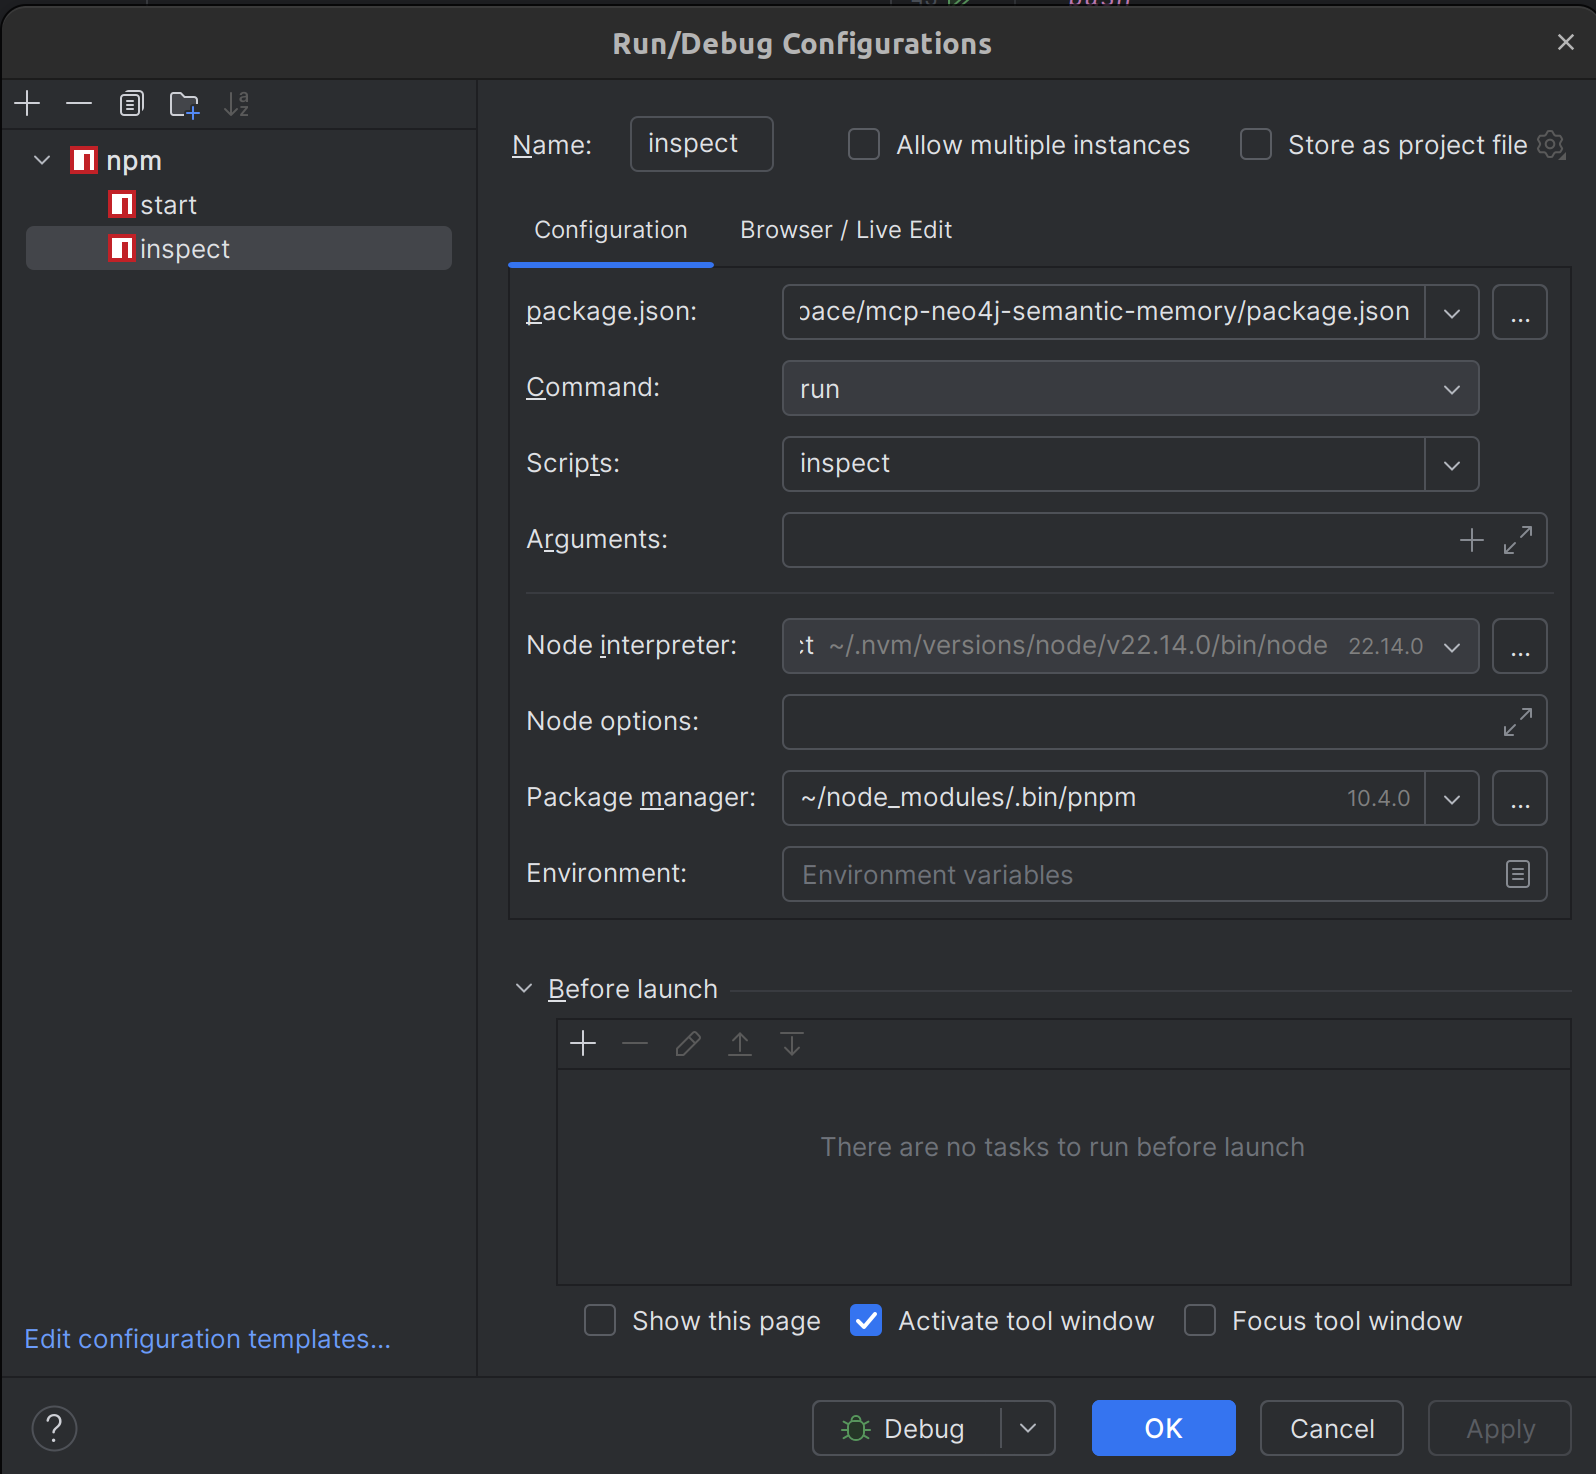 Run/Debug Configurations
npm
start
inspect
Edit configuration templates...
Name: inspect Allow multiple instances Store as project file
Configuration Browser / Live Edit
package.json: pace/mcp-neo4j-semantic-memory/package.json ...
Command: run
Scripts: inspect
Arguments:
Node interpreter: ct ~/.nvm/versions/node/v22.14.0/bin/node 22.14.0 ...
Node options:
Package manager: ~/node_modules/.bin/pnpm 10.4.0 ...
Environment: Environment variables
Before launch
There are no tasks to run before launch
Show this page Activate tool window Focus tool window
? Debug OK Cancel Apply